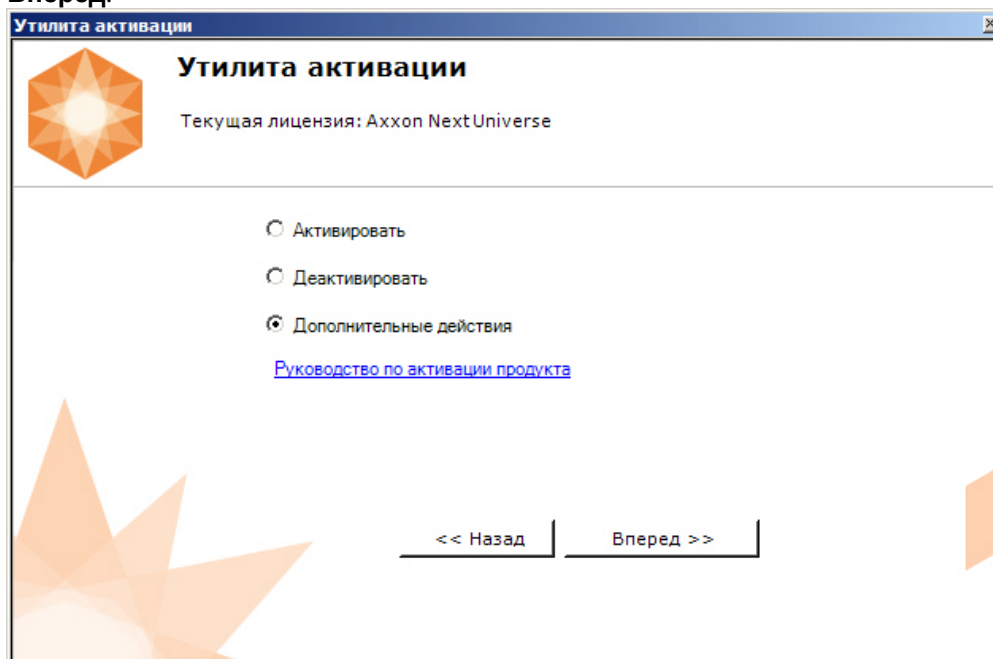 Вперед.
Утилита активации
Утилита активации
Текущая лицензия: Axxon Next Universe
Активировать
Деактивировать
Дополнительные действия
Руководство по активации продукта
<< Назад
Вперед >>